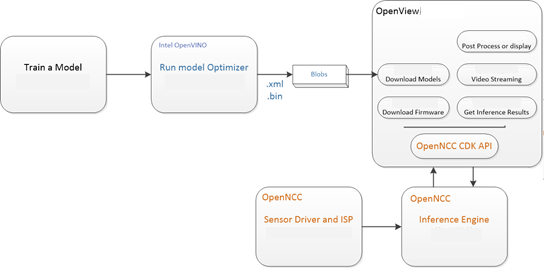 OpenView
Intel OpenVINO
Post Process or display
Train a Model
Run model Optimizer
Blobs
Download Models
Video Streaming
.xml
.bin
Download Firmware
Get Inference Results
OpenNCC CDK API
OpenNCC
OpenNCC
Sensor Driver and ISP
Inference Engine